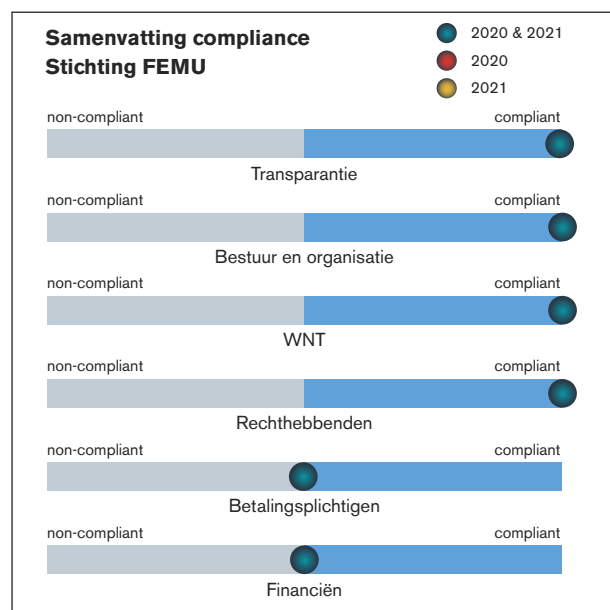 Samenvatting compliance
Stichting FEMU
2020 & 2021
2020
2021
non-compliant compliant
Transparantie
non-compliant compliant
Bestuur en organisatie
non-compliant compliant
WNT
non-compliant compliant
Rechthebbenden
non-compliant compliant
Betalingsplichtigen
non-compliant compliant
Financiën